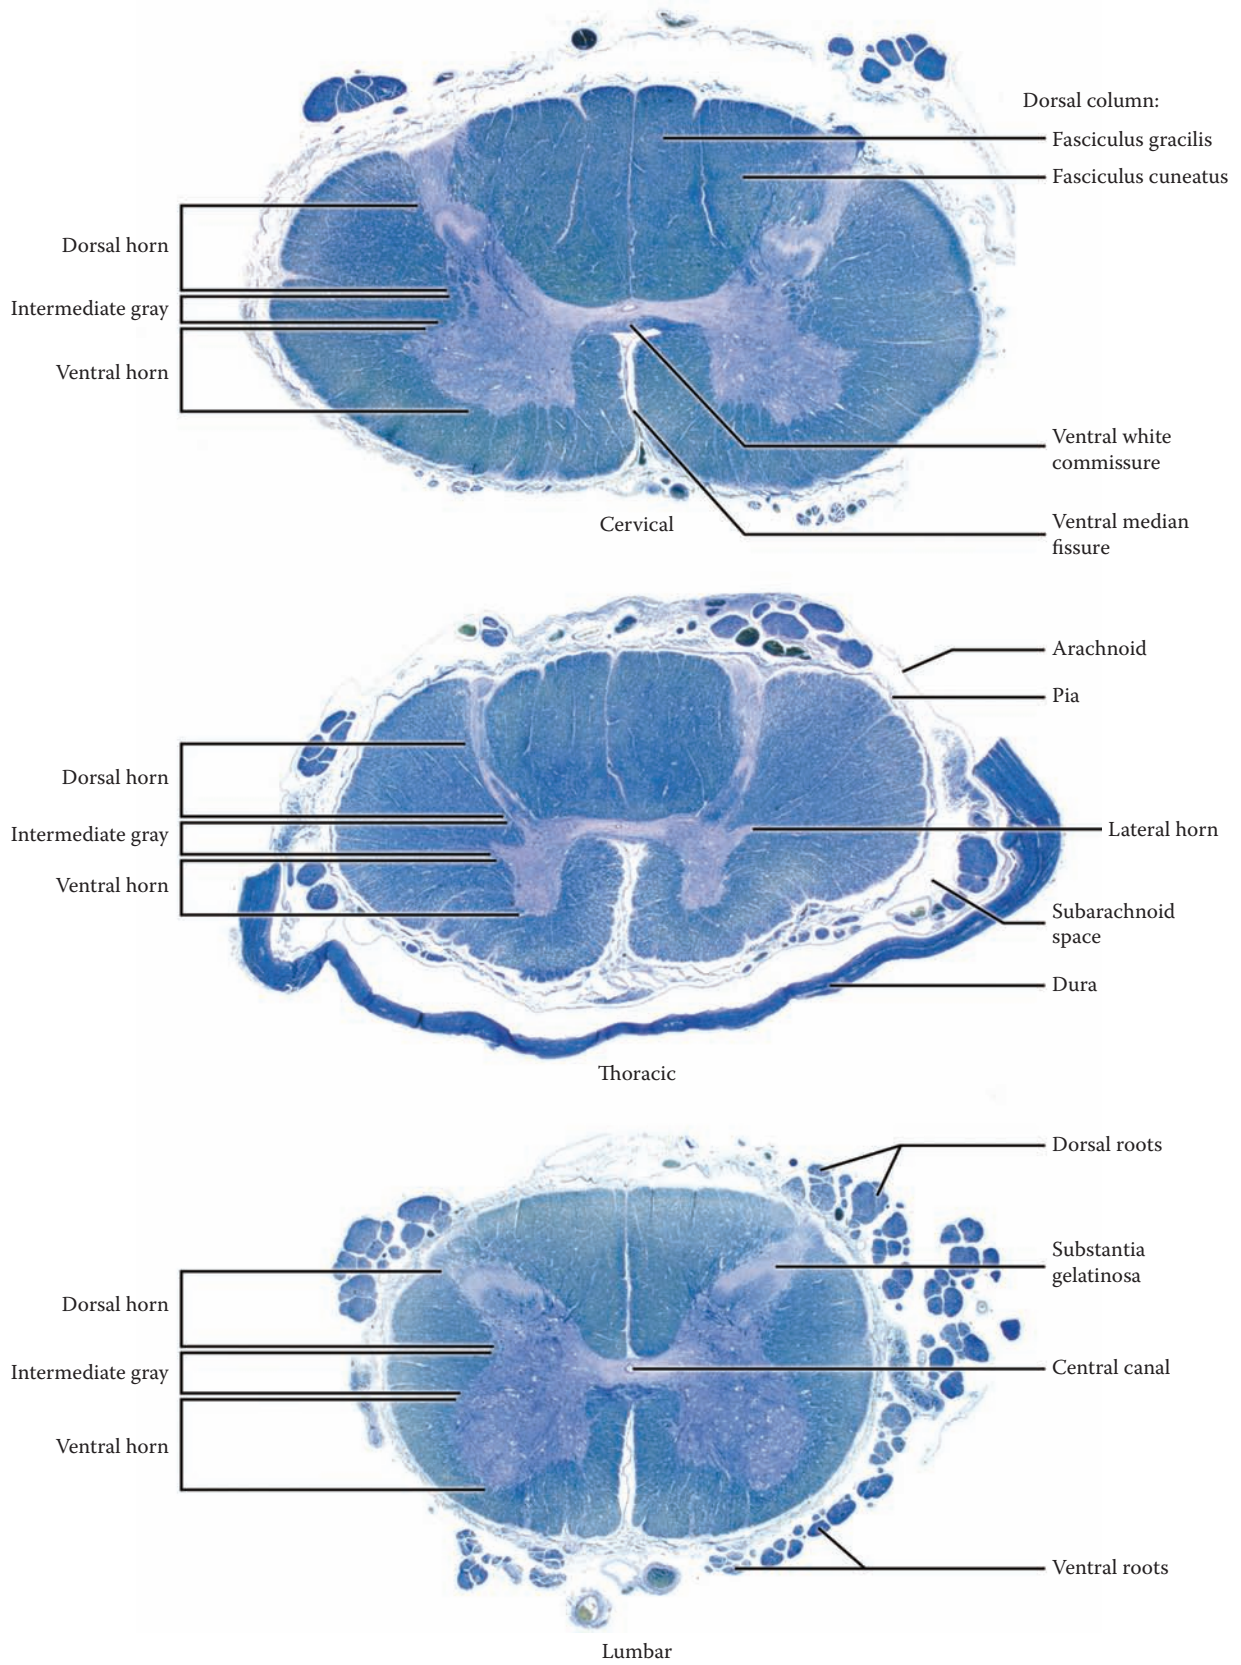 Dorsal column:
Fasciculus gracilis
Fasciculus cuneatus
Dorsal horn
Intermediate gray
Ventral horn
Ventral white
commissure
Ventral median
fissure
Cervical
Arachnoid
Pia
Dorsal horn
Intermediate gray
Ventral horn
Lateral horn
Subarachnoid
space
Dura
Thoracic
Dorsal roots
Substantia
gelatinosa
Dorsal horn
Intermediate gray
Ventral horn
Central canal
Ventral roots
Lumbar